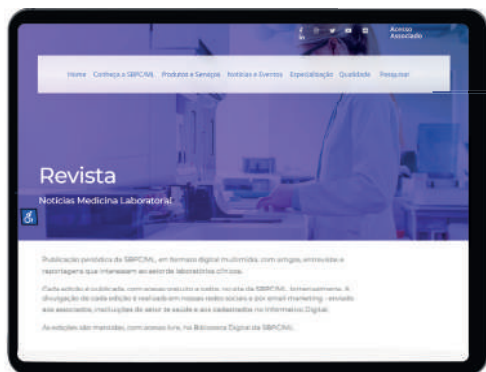 Acesso
Associado
Home Conheça a SBPC/ML Produtos e Serviços Notícias e Eventos Especialização Qualidade Pesquisar
Revista
Notícias Medicina Laboratorial
Publicação periódica da SBPC/ML, em formato digital multimídia, com artigos, entrevistas e
reportagens que interessam ao setor de laboratórios clínicos.
Cada edição é publicada, com acesso gratuito a todos, no site da SBPC/ML, bimensalmente. A
divulgação de cada edição é realizada em nossas redes sociais e por email marketing - enviado
aos associados, instituições do setor de saúde e aos cadastrados no Informativo Digital.
As edições são mantidas, com acesso livre, na Biblioteca Digital da SBPC/ML.